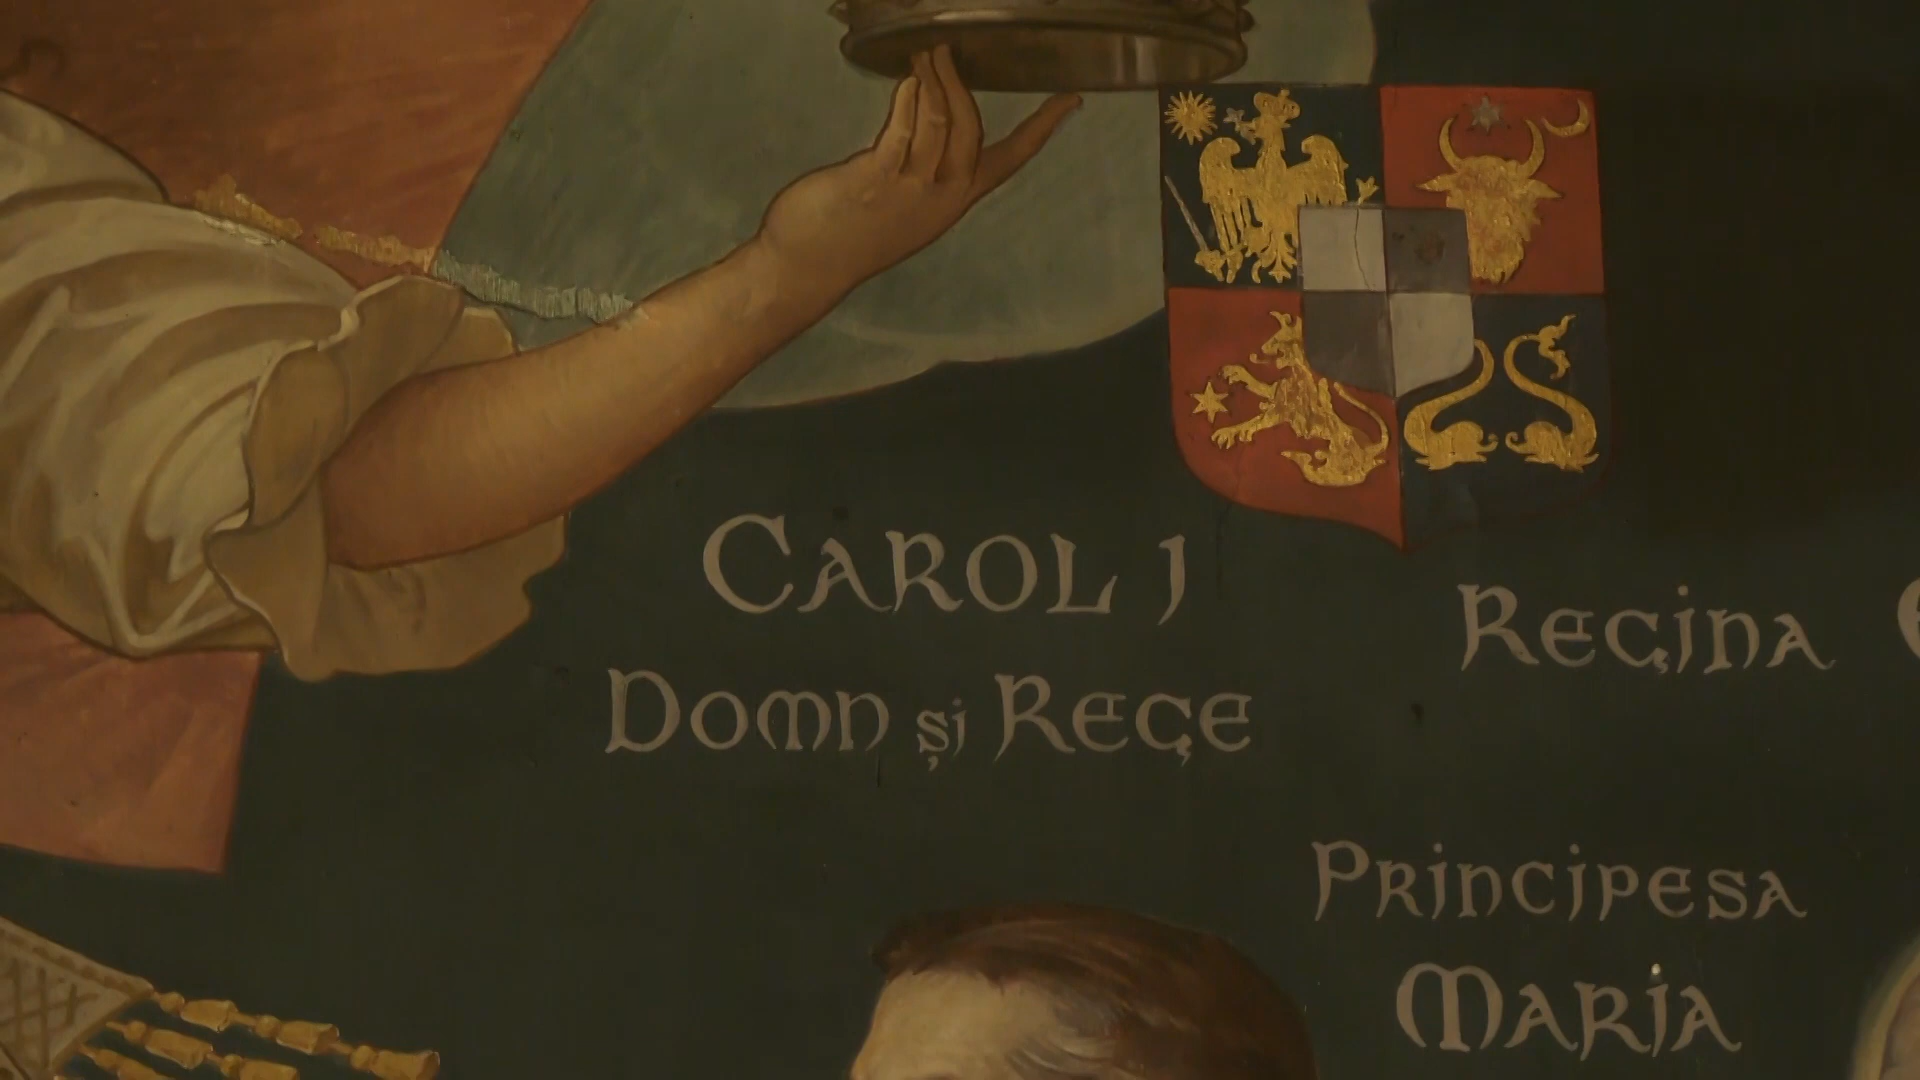 CAROL I
DOMN și REGE
REGINA
PRINCIPESA
MARIA